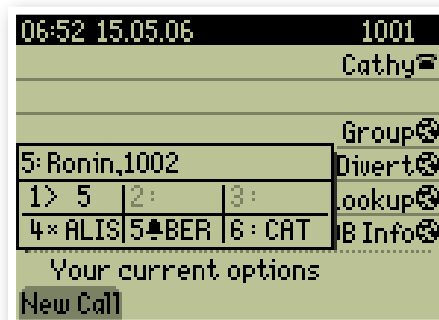 06:52 15.05.06 1001
Cathy
Group
5: Ronin,1002
Divert
1> 5 2: 3:
ookup
4× ALIS 5 BER 6: CAT
B Info
Your current options
New Call